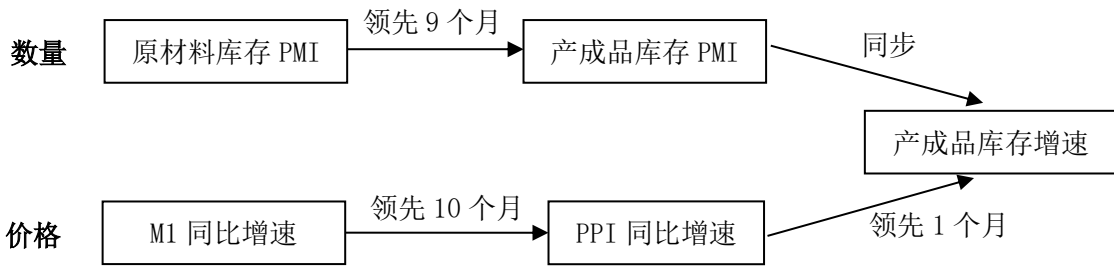 领先 9 个月
数量 原材料库存 PMI 产成品库存 PMI 同步
产成品库存增速
领先 10 个月
价格 M1 同比增速 PPI 同比增速 领先 1 个月